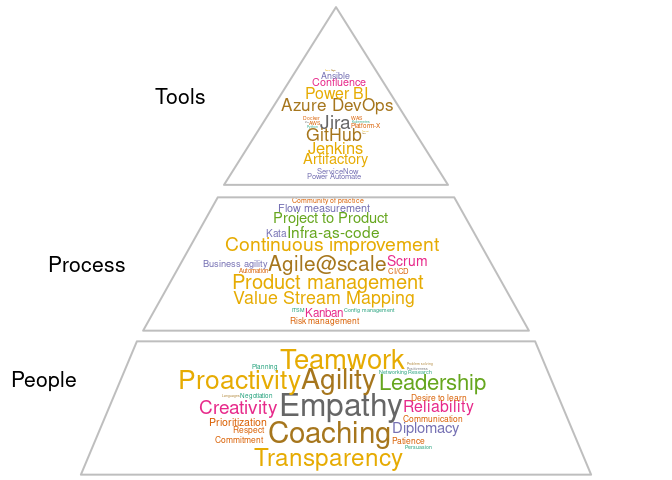 Tools
Ansible
Confluence
Power BI
Azure DevOps
Docker
WAS
AWS
Jira
Platform-X
GitHub
Jenkins
Artifactory
ServiceNow
Power Automate
Process
Community of practice
Flow measurement
Project to Product
Kata Infra-as-code
Continuous improvement
Business agility Agile@scale Scrum
Automation
CI/CD
Product management
Value Stream Mapping
ITSM Kanban Config management
Risk management
People
Teamwork
Problem solving
Planning
Networking Research
Proactivity Agility Leadership
Languages Negotiation
Desire to learn
Creativity Empathy Reliability
Prioritization
Communication
Respect
Coaching Diplomacy
Commitment
Patience
Persuasion
Transparency